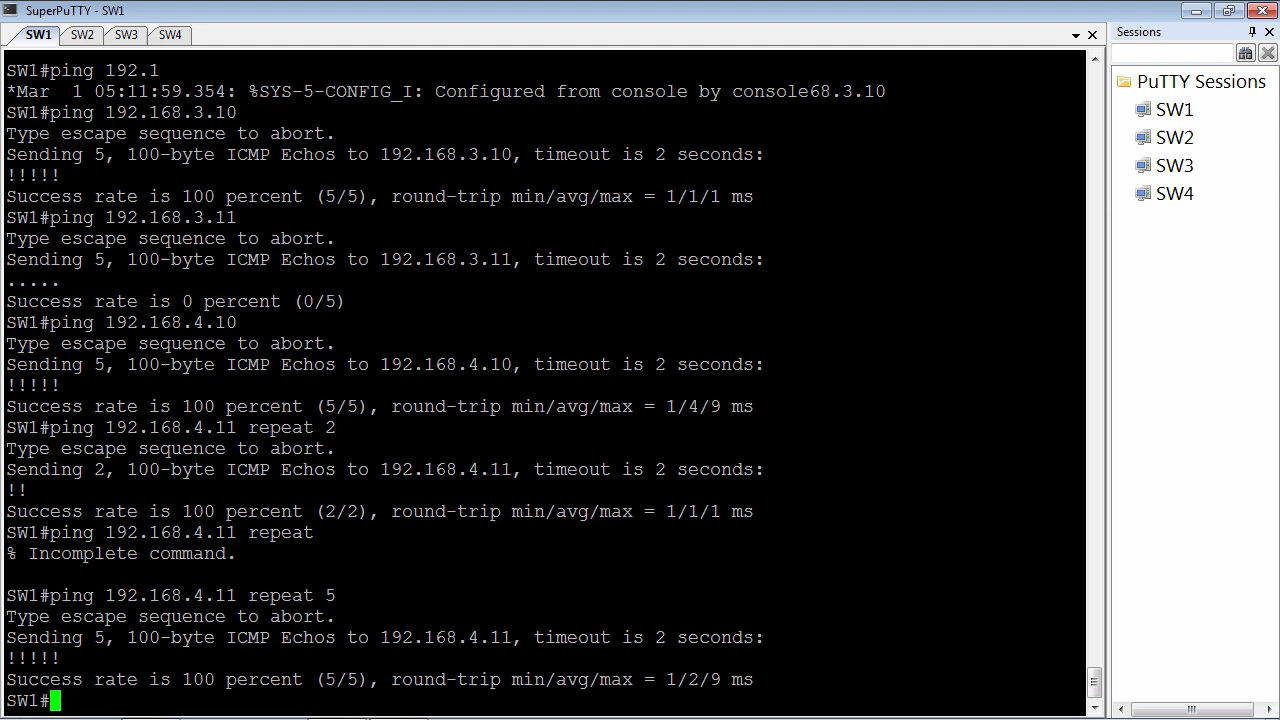 SuperPuTTY - SW1
SW1 SW2 SW3 SW4
SW1#ping 192.1
*Mar  1 05:11:59.354: %SYS-5-CONFIG_I: Configured from console by console68.3.10
SW1#ping 192.168.3.10
Type escape sequence to abort.
Sending 5, 100-byte ICMP Echos to 192.168.3.10, timeout is 2 seconds:
!!!!!
Success rate is 100 percent (5/5), round-trip min/avg/max = 1/1/1 ms
SW1#ping 192.168.3.11
Type escape sequence to abort.
Sending 5, 100-byte ICMP Echos to 192.168.3.11, timeout is 2 seconds:
.....
Success rate is 0 percent (0/5)
SW1#ping 192.168.4.10
Type escape sequence to abort.
Sending 5, 100-byte ICMP Echos to 192.168.4.10, timeout is 2 seconds:
!!!!!
Success rate is 100 percent (5/5), round-trip min/avg/max = 1/4/9 ms
SW1#ping 192.168.4.11 repeat 2
Type escape sequence to abort.
Sending 2, 100-byte ICMP Echos to 192.168.4.11, timeout is 2 seconds:
!!
Success rate is 100 percent (2/2), round-trip min/avg/max = 1/1/1 ms
SW1#ping 192.168.4.11 repeat
% Incomplete command.
SW1#ping 192.168.4.11 repeat 5
Type escape sequence to abort.
Sending 5, 100-byte ICMP Echos to 192.168.4.11, timeout is 2 seconds:
!!!!!
Success rate is 100 percent (5/5), round-trip min/avg/max = 1/2/9 ms
SW1#
Sessions
PuTTY Sessions
SW1
SW2
SW3
SW4